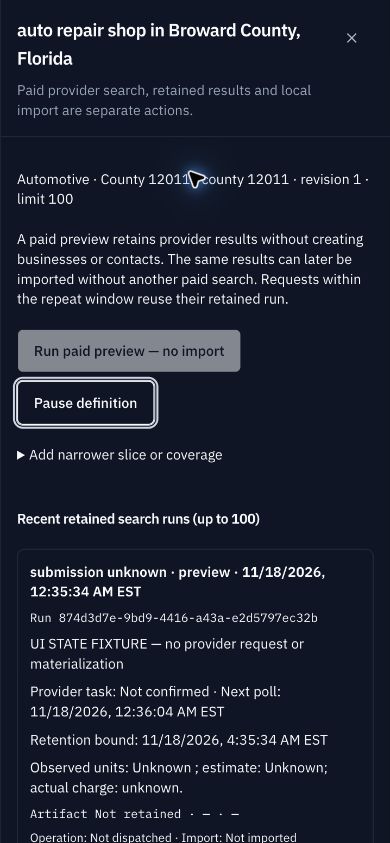 auto repair shop in Broward County,
Florida
Paid provider search, retained results and local
import are separate actions.
Automotive · County 12011 county 12011 · revision 1 ·
limit 100
A paid preview retains provider results without creating
businesses or contacts. The same results can later be
imported without another paid search. Requests within
the repeat window reuse their retained run.
Run paid preview — no import
Pause definition
▶ Add narrower slice or coverage
Recent retained search runs (up to 100)
submission unknown · preview · 11/18/2026,
12:35:34 AM EST
Run 874d3d7e-9bd9-4416-a43a-e2d5797ec32b
UI STATE FIXTURE — no provider request or
materialization
Provider task: Not confirmed · Next poll:
11/18/2026, 12:36:04 AM EST
Retention bound: 11/18/2026, 4:35:34 AM EST
Observed units: Unknown ; estimate: Unknown;
actual charge: unknown.
Artifact Not retained · — · —
Operation: Not dispatched · Import: Not imported